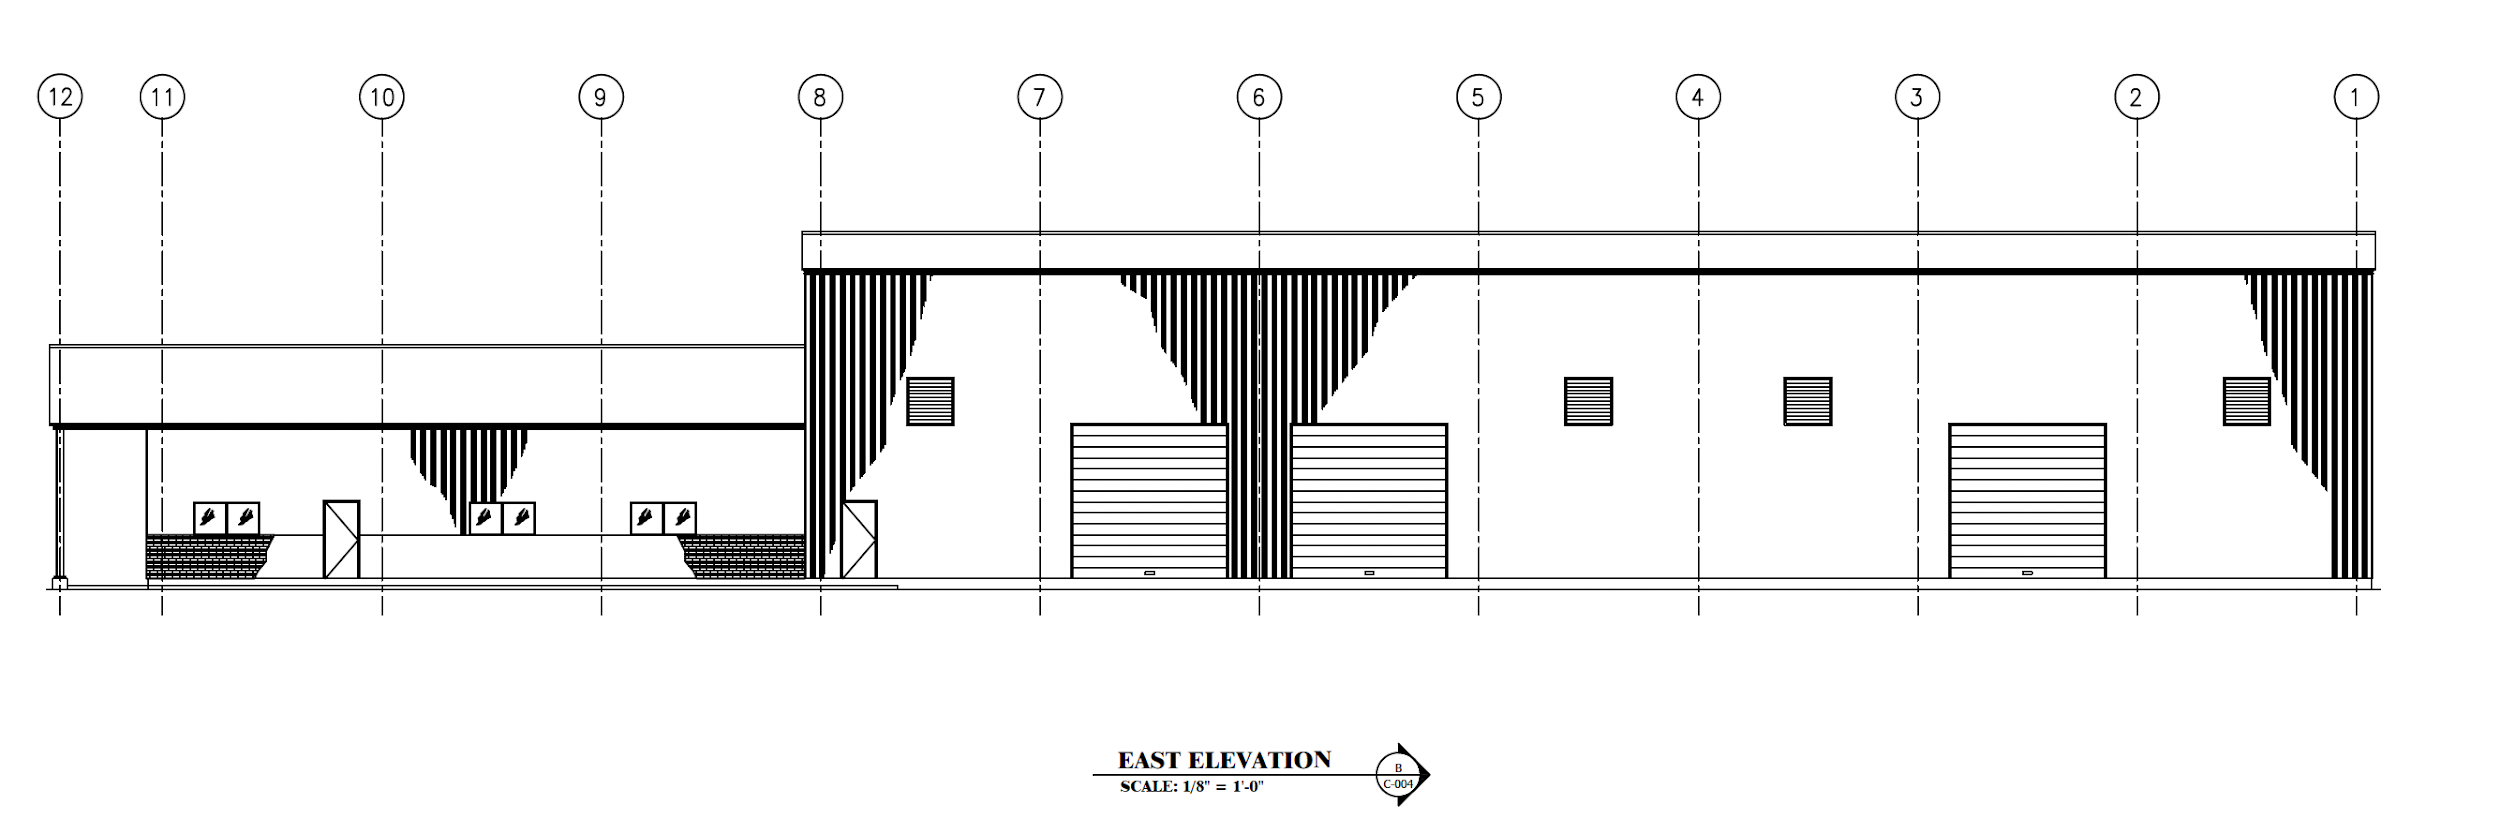 12 11 10 9 8 7 6 5 4 3 2 1
EAST ELEVATION
SCALE: 1/8" = 1'-0"
B
C-004